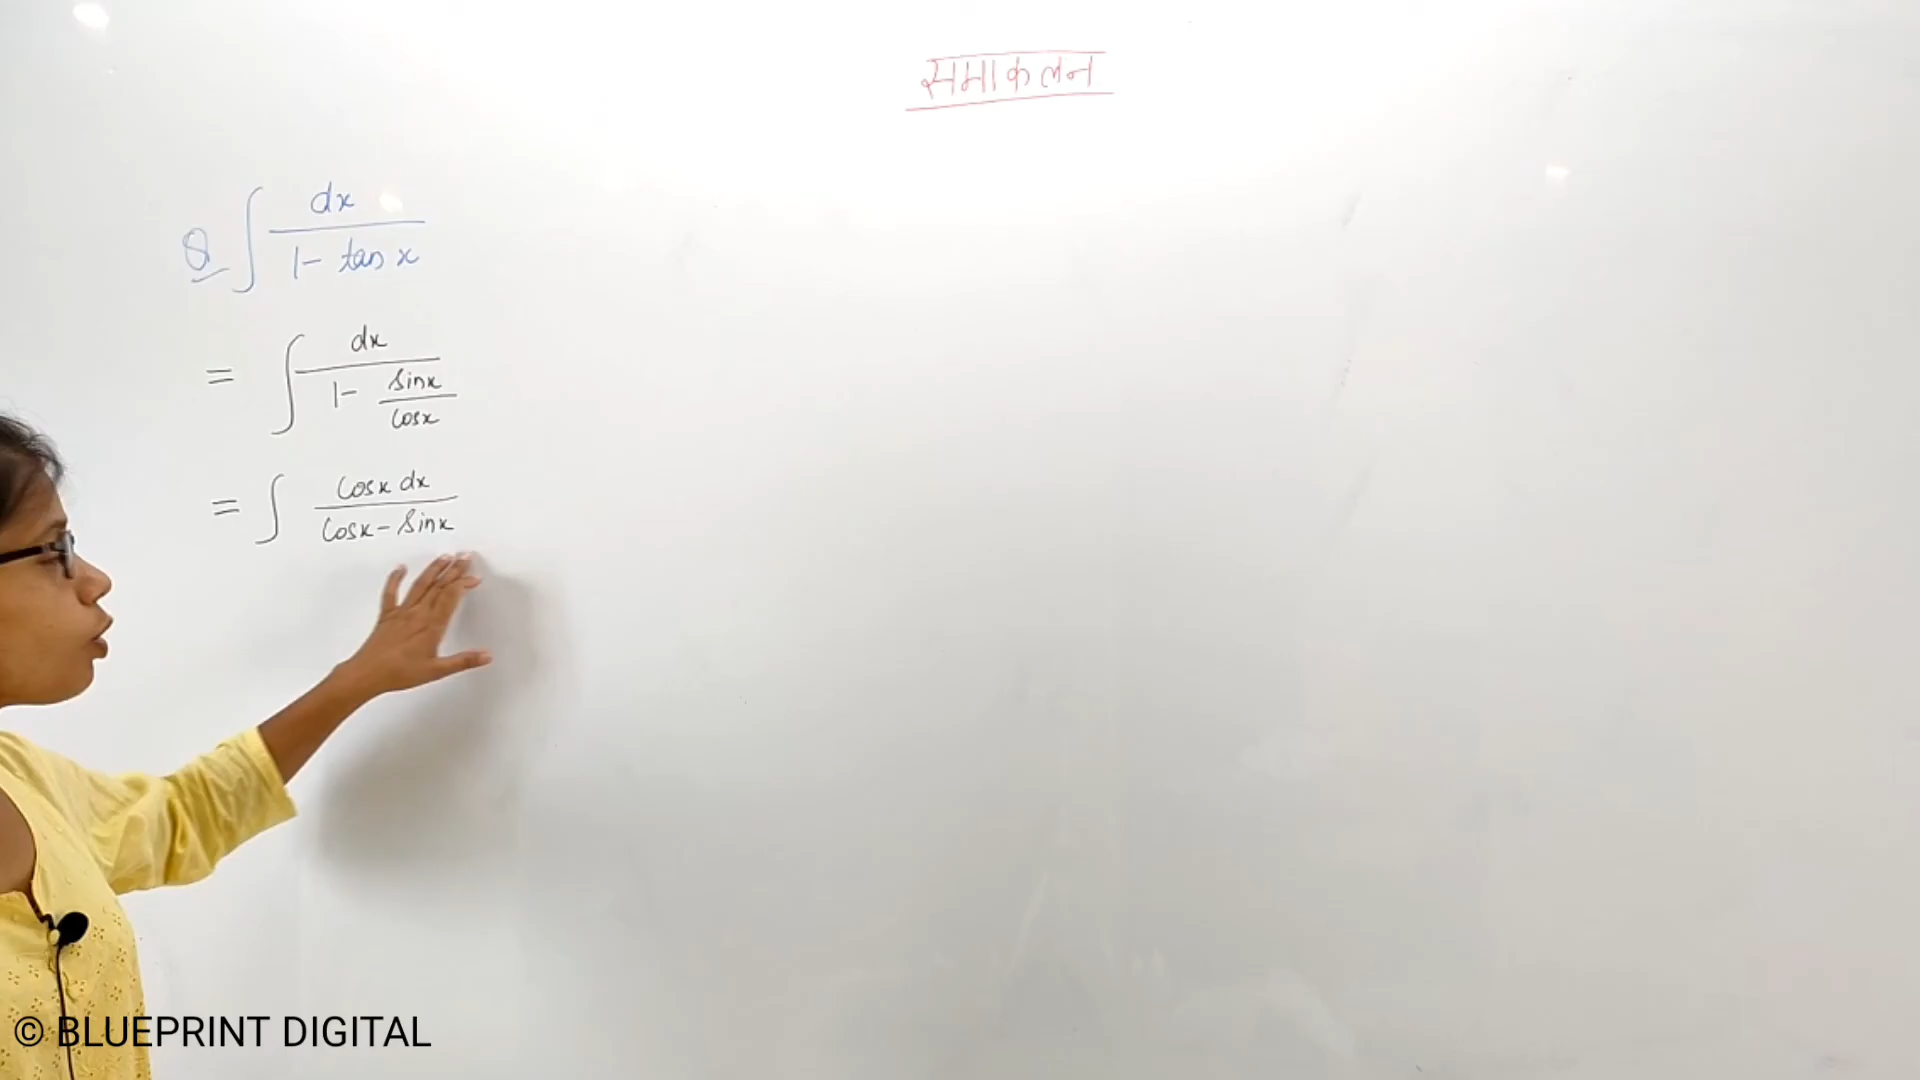 समाकलन
Q ∫ dx / (1 - tan x)
= ∫ dx / (1 - sinx / cosx)
= ∫ cosx dx / (cosx - sinx)
© BLUEPRINT DIGITAL